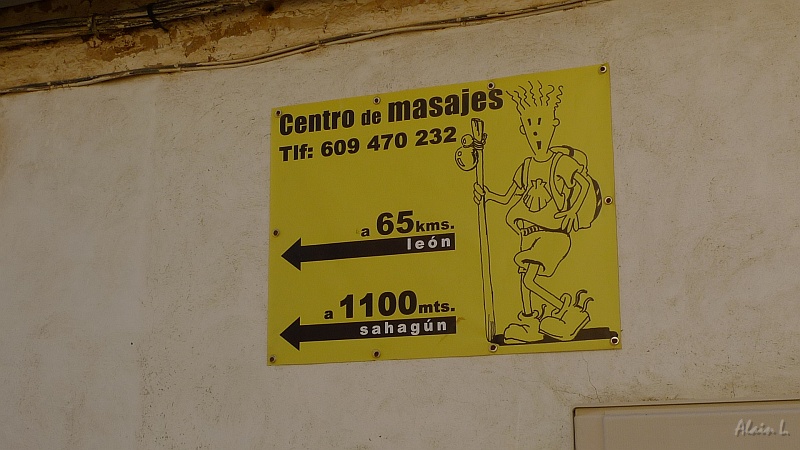 Centro de masajes
Tlf: 609 470 232
a 65 kms.
león
a 1100 mts.
sahagún
Alain L.